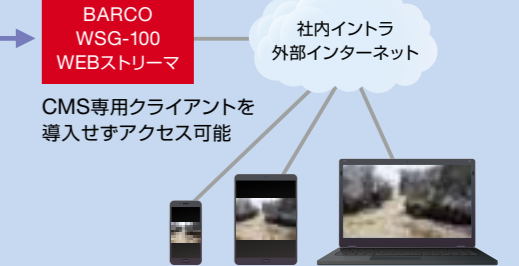 BARCO
WSG-100
WEBストリーマ
社内イントラ
外部インターネット
CMS専用クライアントを
導入せずアクセス可能